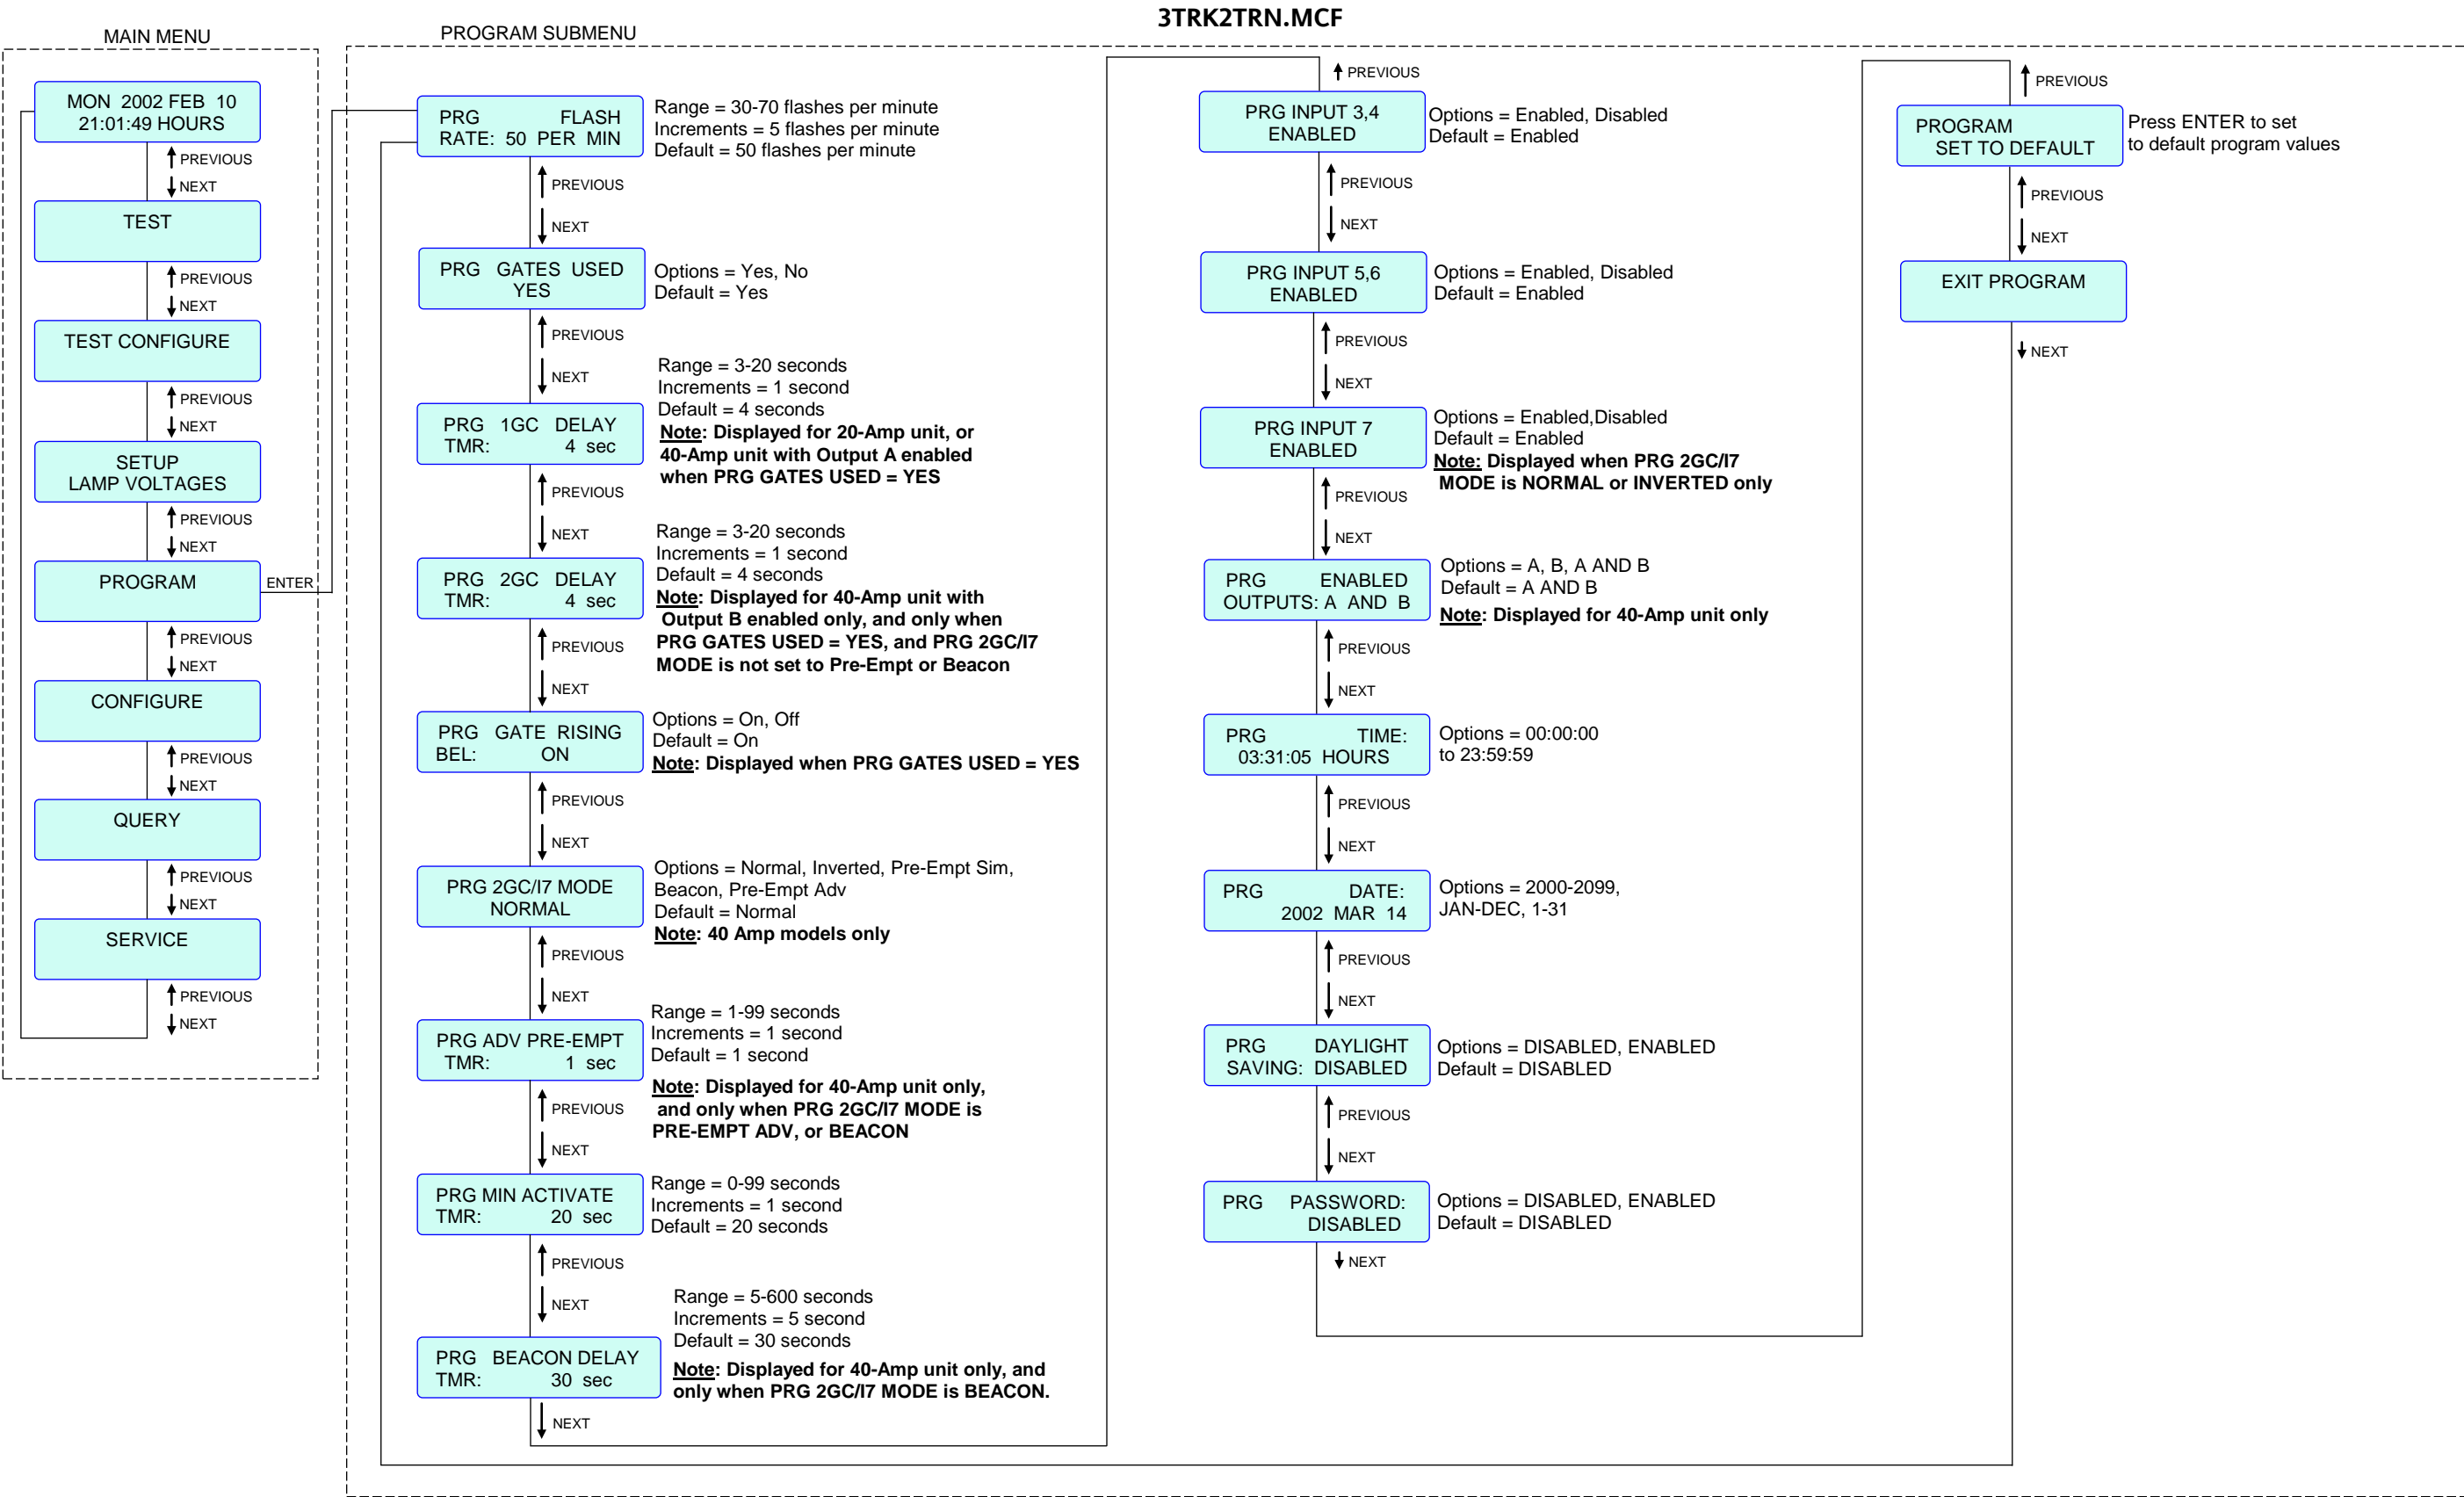 3TRK2TRN.MCF
MAIN MENU
MON 2002 FEB 10
21:01:49 HOURS
PREVIOUS
NEXT
TEST
PREVIOUS
NEXT
TEST CONFIGURE
PREVIOUS
NEXT
SETUP
LAMP VOLTAGES
PREVIOUS
NEXT
PROGRAM
ENTER
PREVIOUS
NEXT
CONFIGURE
PREVIOUS
NEXT
QUERY
PREVIOUS
NEXT
SERVICE
PREVIOUS
NEXT
PROGRAM SUBMENU
PRG FLASH
RATE: 50 PER MIN
Range = 30-70 flashes per minute
Increments = 5 flashes per minute
Default = 50 flashes per minute
PREVIOUS
NEXT
PRG GATES USED
YES
Options = Yes, No
Default = Yes
PREVIOUS
NEXT
PRG 1GC DELAY
TMR: 4 sec
Range = 3-20 seconds
Increments = 1 second
Default = 4 seconds
Note: Displayed for 20-Amp unit, or
40-Amp unit with Output A enabled
when PRG GATES USED = YES
PREVIOUS
NEXT
PRG 2GC DELAY
TMR: 4 sec
Range = 3-20 seconds
Increments = 1 second
Default = 4 seconds
Note: Displayed for 40-Amp unit with
Output B enabled only, and only when
PRG GATES USED = YES, and PRG 2GC/I7
MODE is not set to Pre-Empt or Beacon
PREVIOUS
NEXT
PRG GATE RISING
BEL: ON
Options = On, Off
Default = On
Note: Displayed when PRG GATES USED = YES
PREVIOUS
NEXT
PRG 2GC/I7 MODE
NORMAL
Options = Normal, Inverted, Pre-Empt Sim,
Beacon, Pre-Empt Adv
Default = Normal
Note: 40 Amp models only
PREVIOUS
NEXT
PRG ADV PRE-EMPT
TMR: 1 sec
Range = 1-99 seconds
Increments = 1 second
Default = 1 second
Note: Displayed for 40-Amp unit only,
and only when PRG 2GC/I7 MODE is
PRE-EMPT ADV, or BEACON
PREVIOUS
NEXT
PRG MIN ACTIVATE
TMR: 20 sec
Range = 0-99 seconds
Increments = 1 second
Default = 20 seconds
PREVIOUS
NEXT
PRG BEACON DELAY
TMR: 30 sec
Range = 5-600 seconds
Increments = 5 second
Default = 30 seconds
Note: Displayed for 40-Amp unit only, and
only when PRG 2GC/I7 MODE is BEACON.
NEXT
PREVIOUS
PRG INPUT 3,4
ENABLED
Options = Enabled, Disabled
Default = Enabled
PREVIOUS
NEXT
PRG INPUT 5,6
ENABLED
Options = Enabled, Disabled
Default = Enabled
PREVIOUS
NEXT
PRG INPUT 7
ENABLED
Options = Enabled,Disabled
Default = Enabled
Note: Displayed when PRG 2GC/I7
MODE is NORMAL or INVERTED only
PREVIOUS
NEXT
PRG ENABLED
OUTPUTS: A AND B
Options = A, B, A AND B
Default = A AND B
Note: Displayed for 40-Amp unit only
PREVIOUS
NEXT
PRG TIME:
03:31:05 HOURS
Options = 00:00:00
to 23:59:59
PREVIOUS
NEXT
PRG DATE:
2002 MAR 14
Options = 2000-2099,
JAN-DEC, 1-31
PREVIOUS
NEXT
PRG DAYLIGHT
SAVING: DISABLED
Options = DISABLED, ENABLED
Default = DISABLED
PREVIOUS
NEXT
PRG PASSWORD:
DISABLED
Options = DISABLED, ENABLED
Default = DISABLED
NEXT
PREVIOUS
PROGRAM
SET TO DEFAULT
Press ENTER to set
to default program values
PREVIOUS
NEXT
EXIT PROGRAM
NEXT